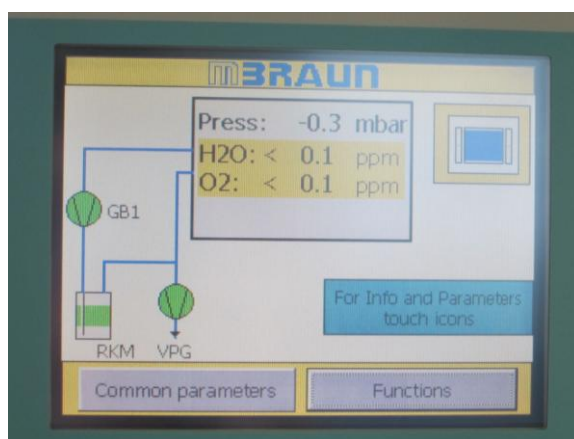 MBRAUN
Press: -0.3 mbar
H2O: < 0.1 ppm
O2: < 0.1 ppm
GB1
For Info and Parameters
touch icons
RKM VPG
Common parameters Functions